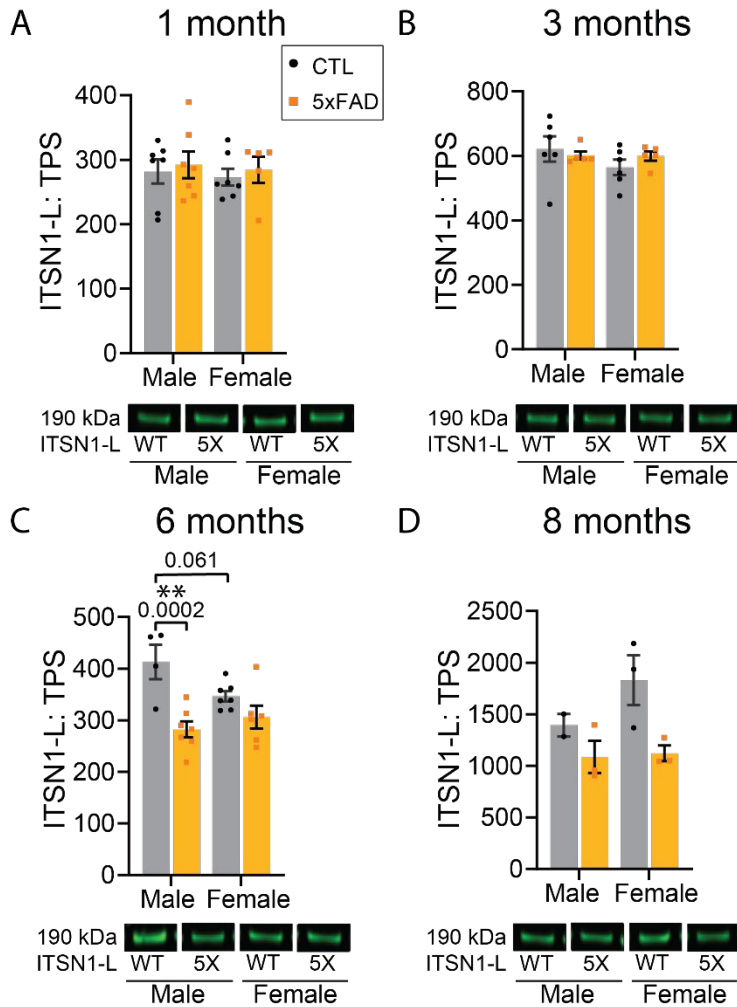 A 1 month
CTL
5xFAD
ITSN1-L: TPS
400
300
200
100
0
Male Female
190 kDa
ITSN1-L WT 5X WT 5X
Male Female
B 3 months
ITSN1-L: TPS
800
600
400
200
0
Male Female
190 kDa
ITSN1-L WT 5X WT 5X
Male Female
C 6 months
0.061
**
0.0002
ITSN1-L: TPS
500
400
300
200
100
0
Male Female
190 kDa
ITSN1-L WT 5X WT 5X
Male Female
D 8 months
ITSN1-L: TPS
2500
2000
1500
1000
500
0
Male Female
190 kDa
ITSN1-L WT 5X WT 5X
Male Female